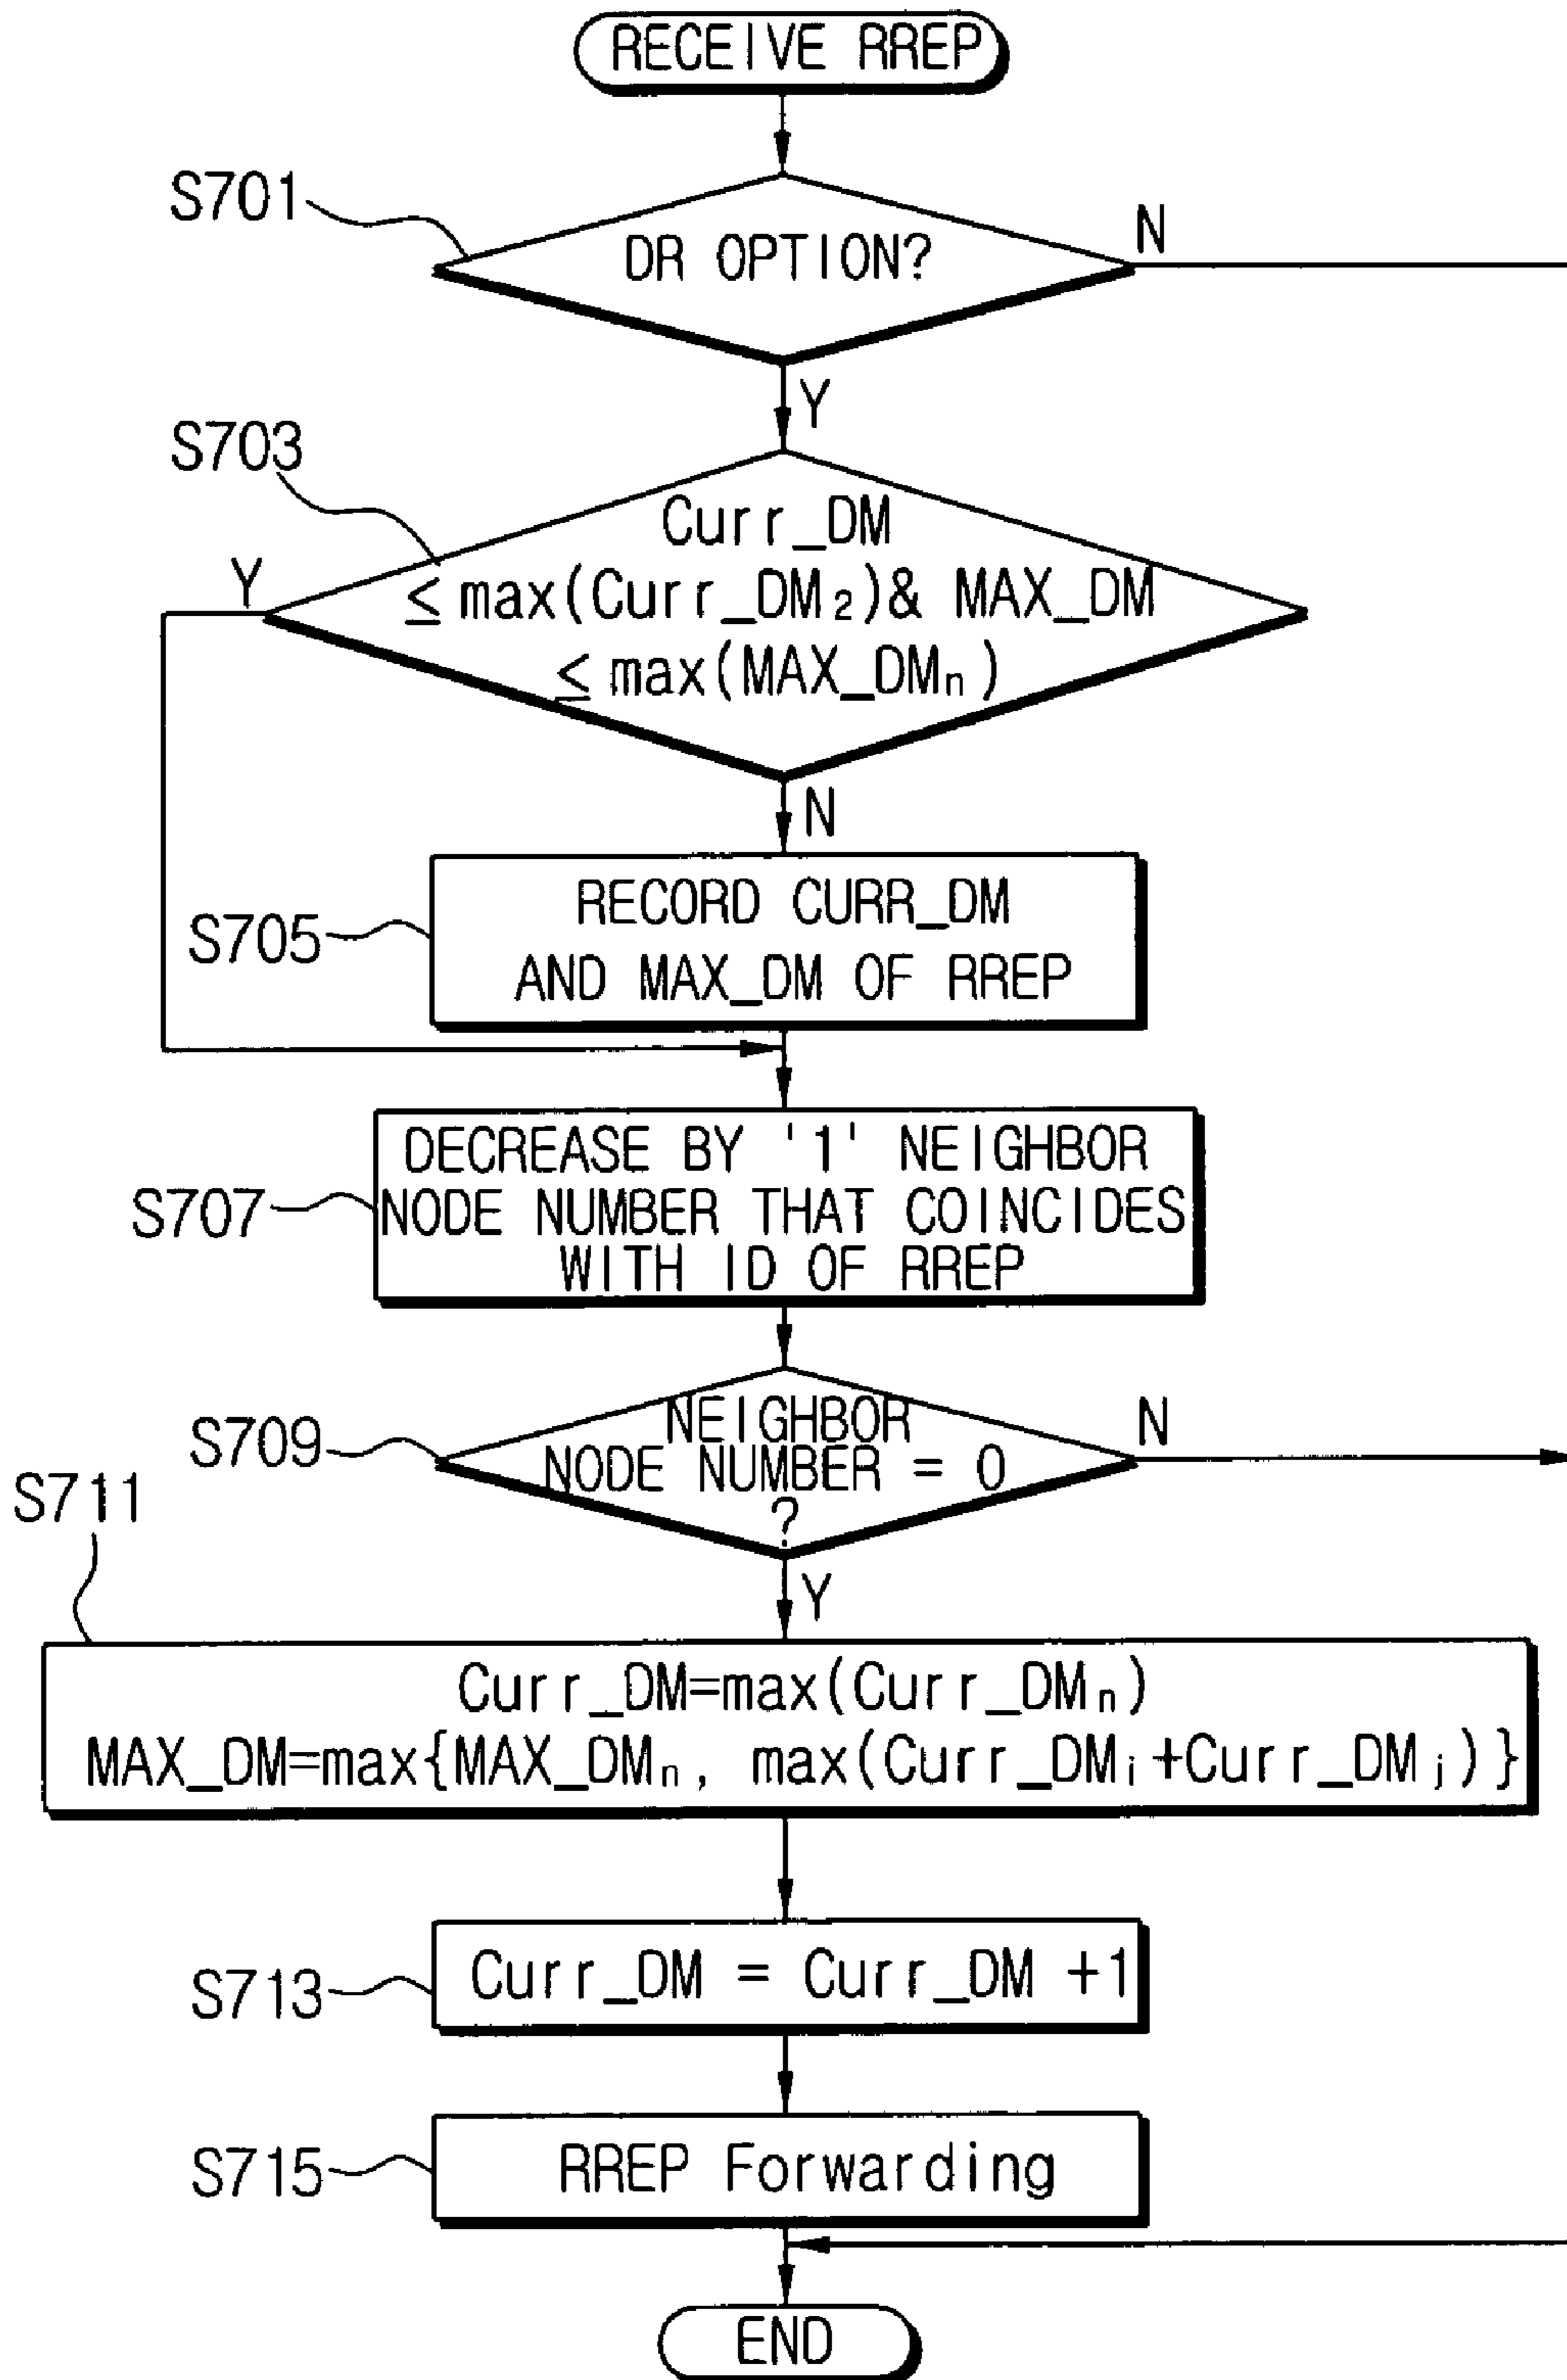 RECEIVE RREP
S701
DR OPTION?
N
Y
S703
Curr_DM
Y
≤ max(Curr_DM₂)& MAX_DM
≤ max(MAX_DMₙ)
N
RECORD CURR_DM
S705
AND MAX_DM OF RREP
DECREASE BY '1' NEIGHBOR
S707
NODE NUMBER THAT COINCIDES
WITH ID OF RREP
NEIGHBOR
N
S709
NODE NUMBER = 0
?
S711
Y
Curr_DM=max(Curr_DMₙ)
MAX_DM=max{MAX_DMₙ, max(Curr_DMᵢ+Curr_DMⱼ)}
Curr_DM = Curr_DM +1
S713
RREP Forwarding
S715
END